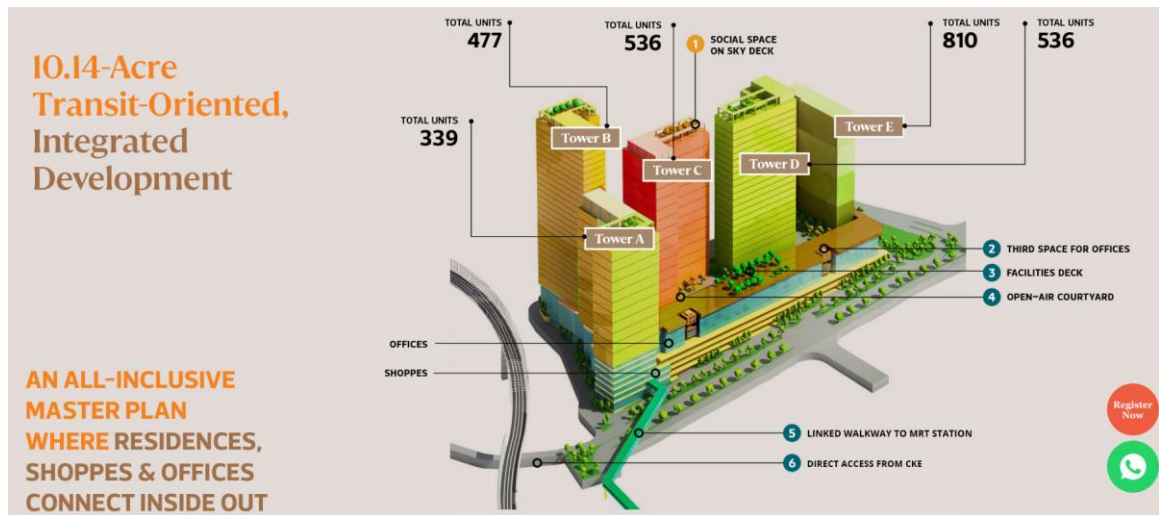 10.14-Acre
Transit-Oriented,
Integrated
Development
AN ALL-INCLUSIVE
MASTER PLAN
WHERE RESIDENCES,
SHOPPES & OFFICES
CONNECT INSIDE OUT
TOTAL UNITS
477
TOTAL UNITS
536
1 SOCIAL SPACE
ON SKY DECK
TOTAL UNITS
810
TOTAL UNITS
536
TOTAL UNITS
339
Tower B
Tower C
Tower E
Tower D
Tower A
2 THIRD SPACE FOR OFFICES
3 FACILITIES DECK
4 OPEN-AIR COURTYARD
OFFICES
SHOPPES
5 LINKED WALKWAY TO MRT STATION
6 DIRECT ACCESS FROM CKE
Register
Now